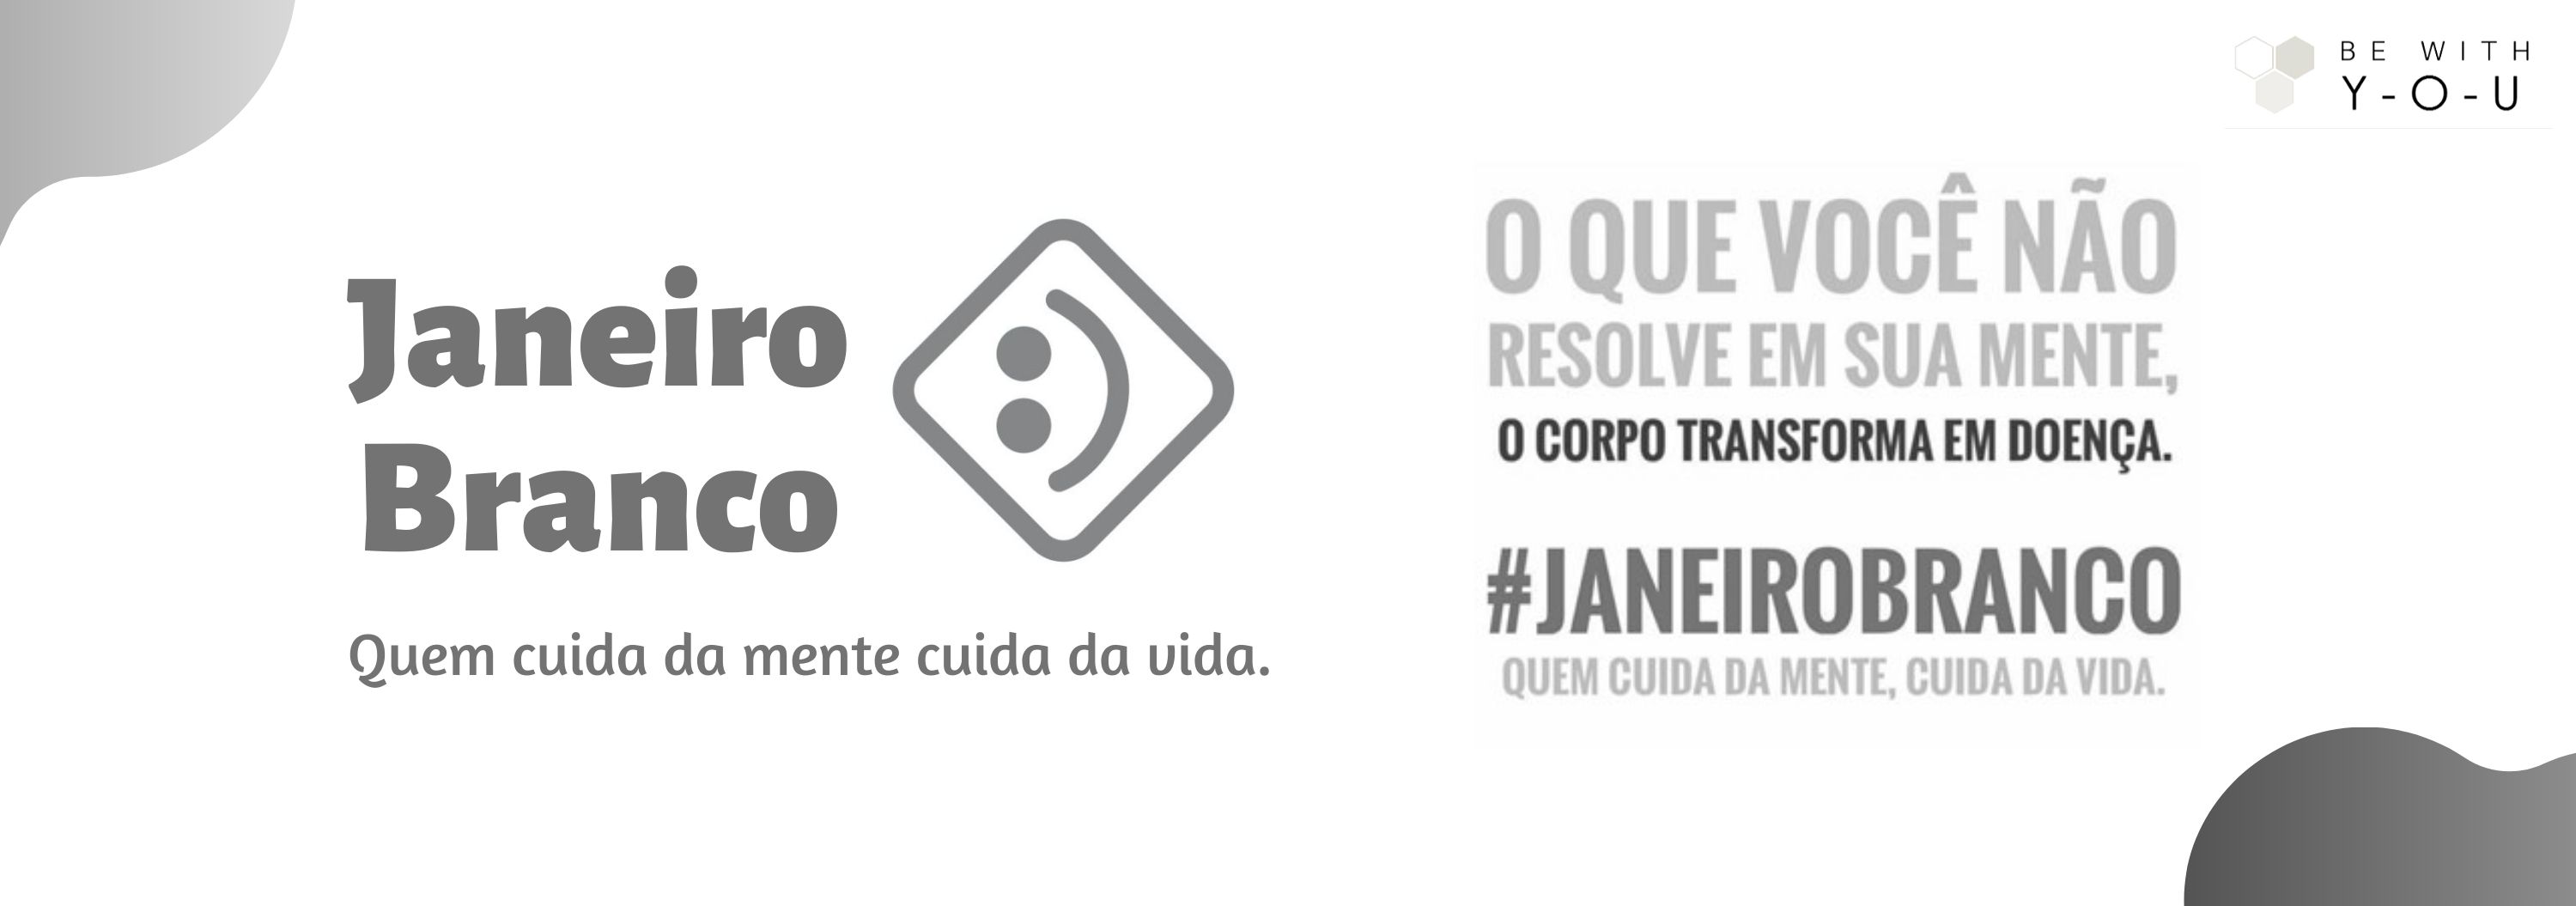 BE WITH
Y-O-U
Janeiro
Branco
Quem cuida da mente cuida da vida.
O QUE VOCÊ NÃO
RESOLVE EM SUA MENTE,
O CORPO TRANSFORMA EM DOENÇA.
#JANEIROBRANCO
QUEM CUIDA DA MENTE, CUIDA DA VIDA.